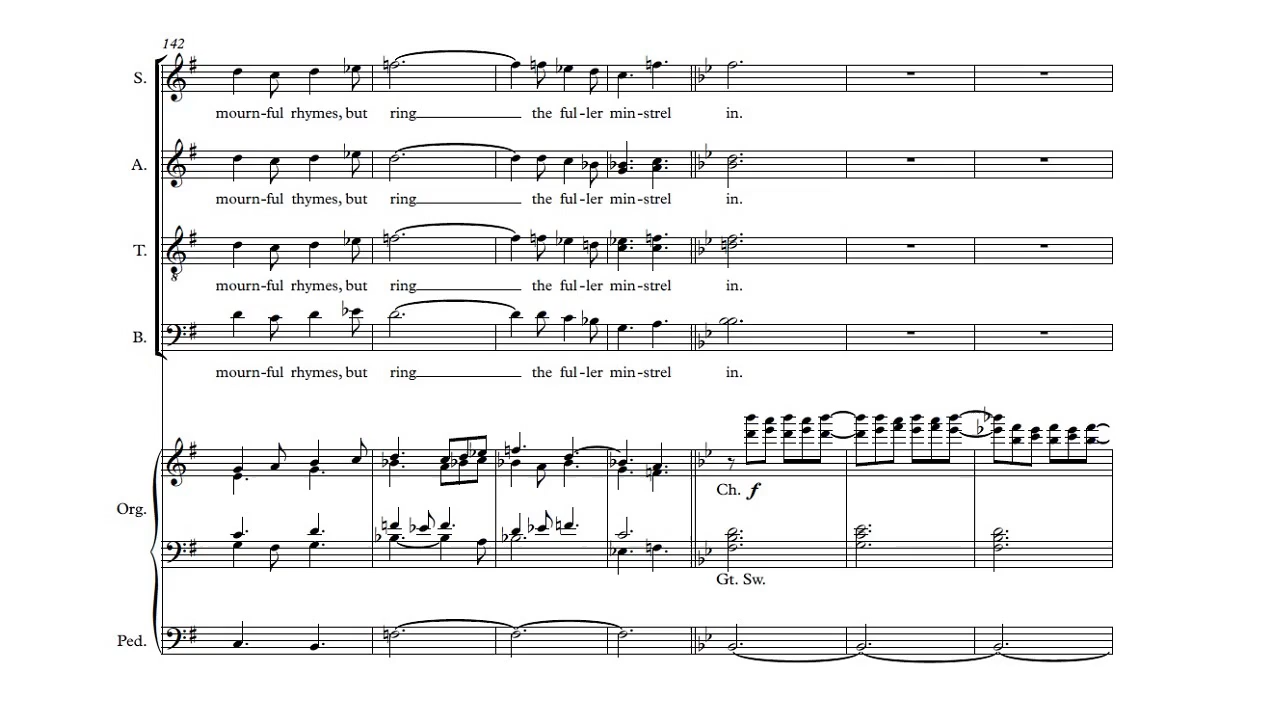 142
S.
mourn-ful rhymes, but ring the ful-ler min-strel in.
A.
mourn-ful thymes, but ring the ful-ler min-strel in.
T.
mourn-ful rhymes, but ring the ful-ler min-strel in.
B.
mourn-ful rhymes, but ring the ful-ler min-strel in.
Org.
Ch. f
Gt. Sw.
Ped.